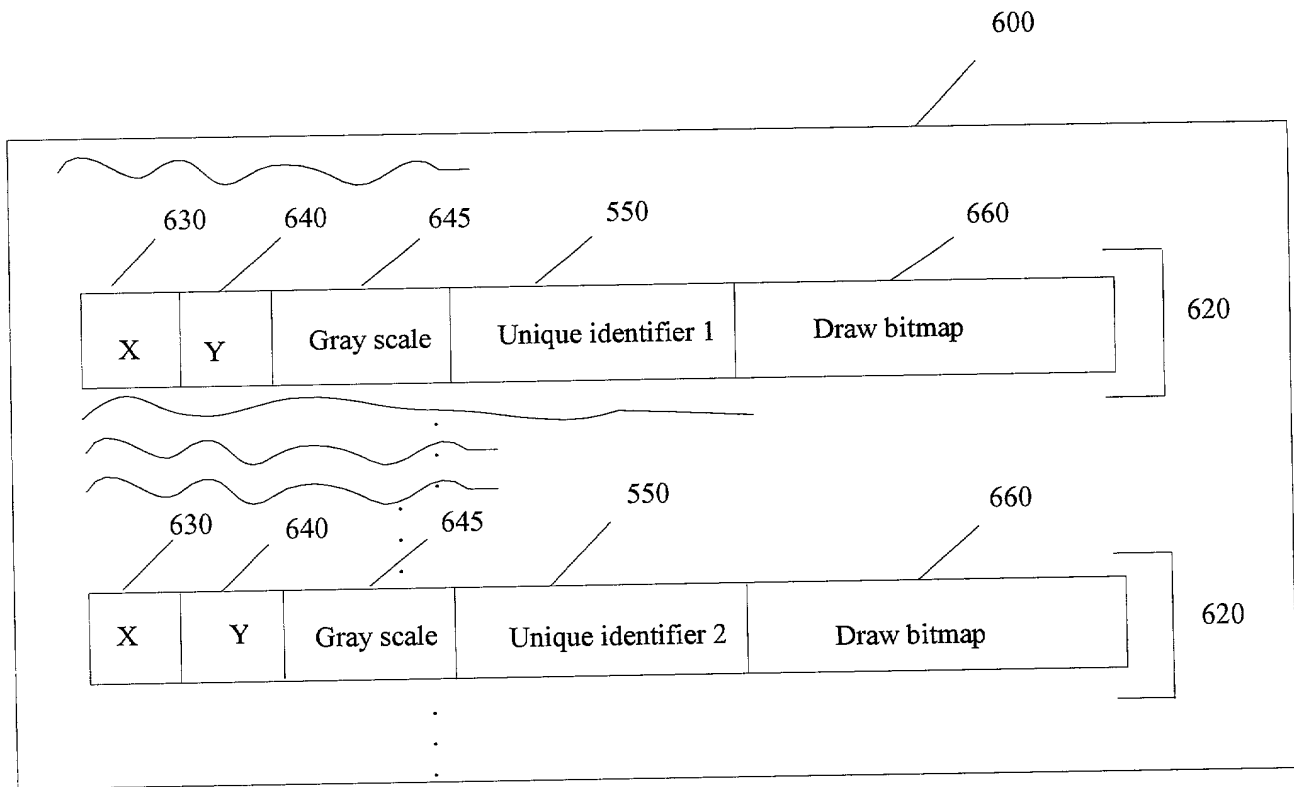 600
630 640 645 550 660
X Y Gray scale Unique identifier 1 Draw bitmap 620
630 640 645 550 660
X Y Gray scale Unique identifier 2 Draw bitmap 620